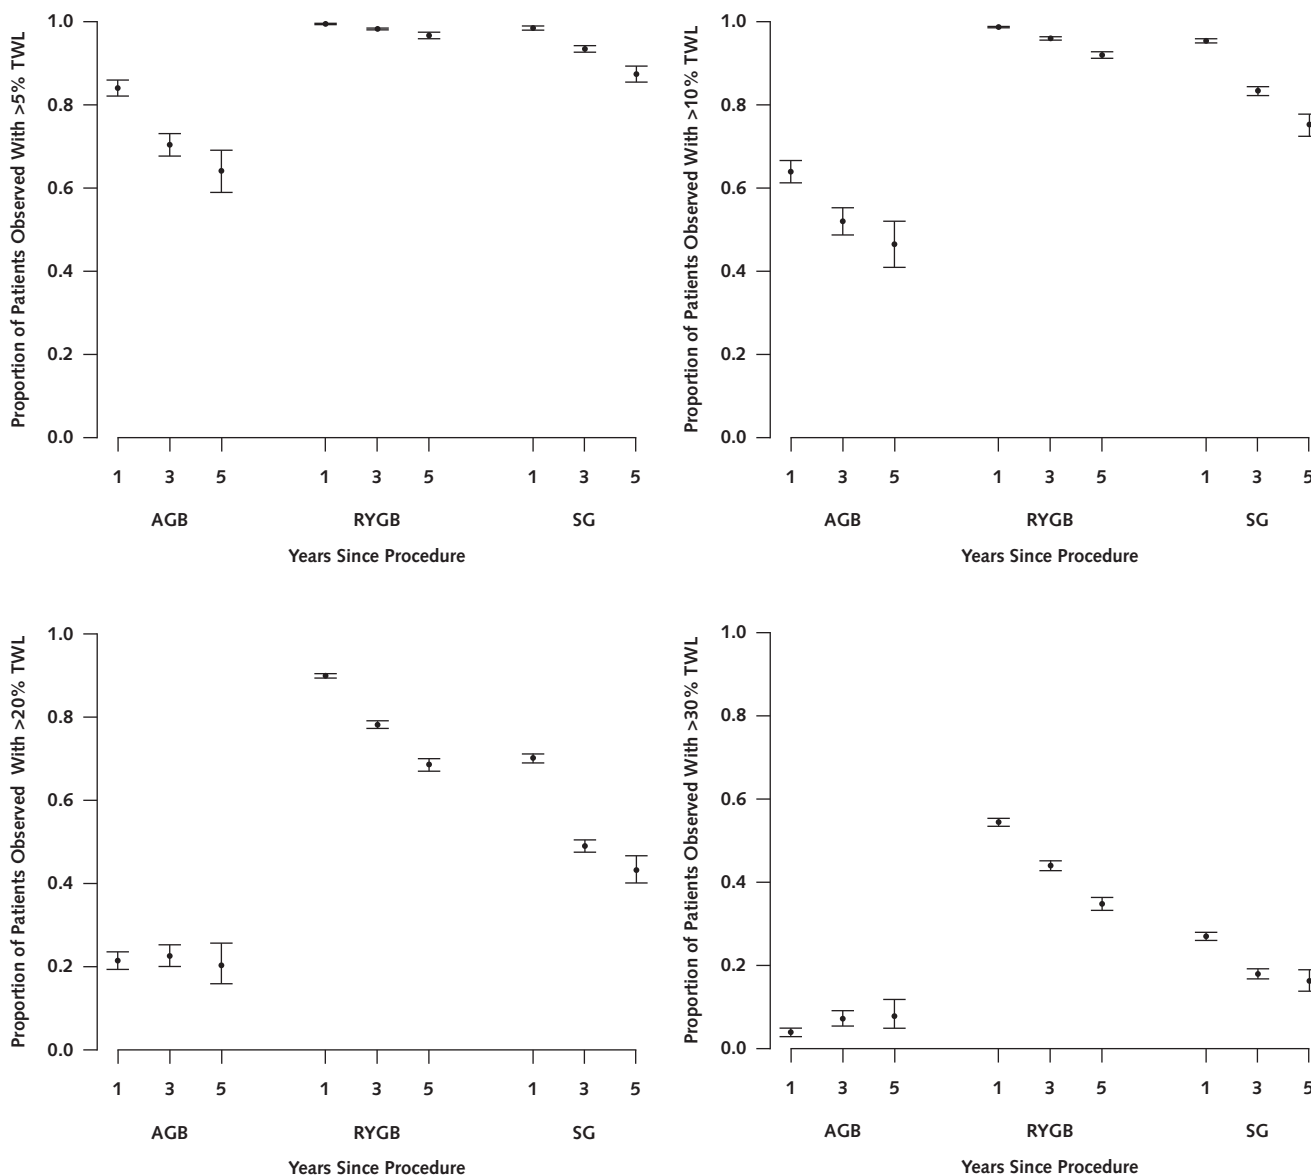 Proportion of Patients Observed With >5% TWL
1.0
0.8
0.6
0.4
0.2
0.0
1 3 5 1 3 5 1 3 5
AGB RYGB SG
Years Since Procedure
Proportion of Patients Observed With >10% TWL
1.0
0.8
0.6
0.4
0.2
0.0
1 3 5 1 3 5 1 3 5
AGB RYGB SG
Years Since Procedure
Proportion of Patients Observed With >20% TWL
1.0
0.8
0.6
0.4
0.2
0.0
1 3 5 1 3 5 1 3 5
AGB RYGB SG
Years Since Procedure
Proportion of Patients Observed With >30% TWL
1.0
0.8
0.6
0.4
0.2
0.0
1 3 5 1 3 5 1 3 5
AGB RYGB SG
Years Since Procedure